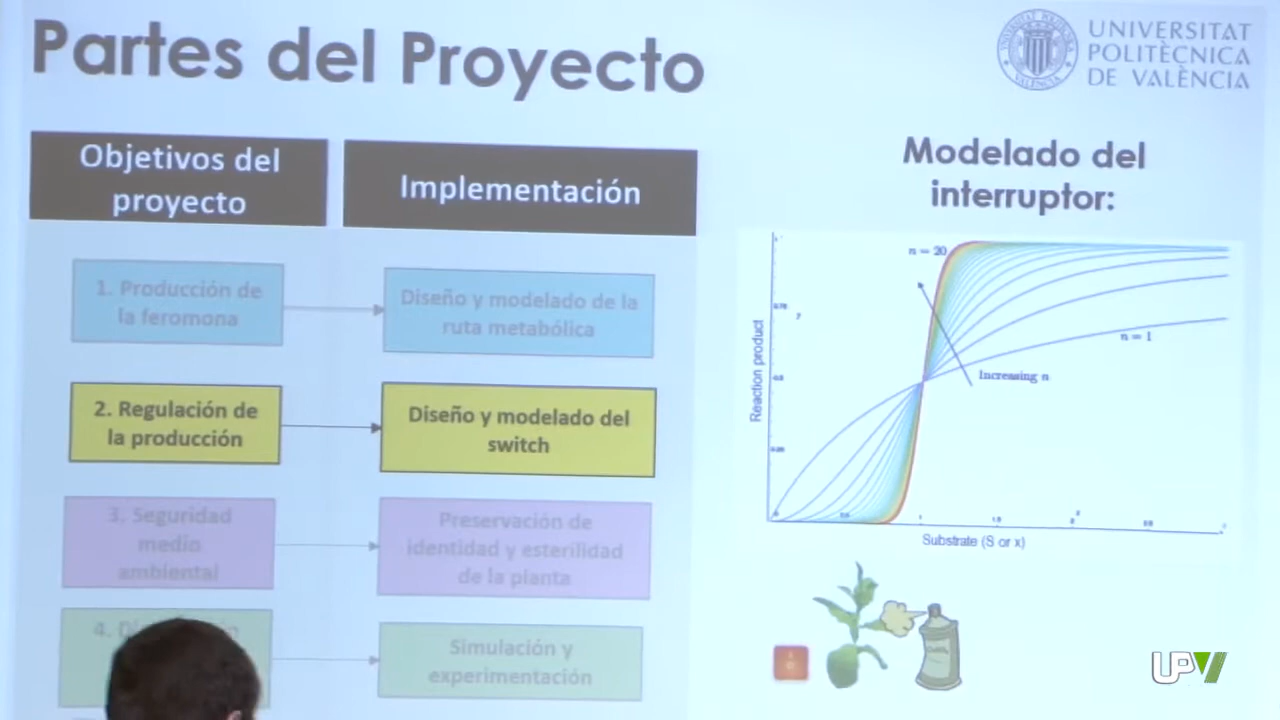 Partes del Proyecto
UNIVERSITAT
POLITÈCNICA
DE VALÈNCIA
Objetivos del
proyecto
Implementación
1. Producción de
la feromona
Diseño y modelado de la
ruta metabólica
2. Regulación de
la producción
Diseño y modelado del
switch
3. Seguridad
medio
ambiental
Preservación de
identidad y esterilidad
de la planta
4.
Simulación y
experimentación
Modelado del
interruptor:
n = 20
n = 1
Increasing n
Reaction product
Substrate (S or x)
UPV